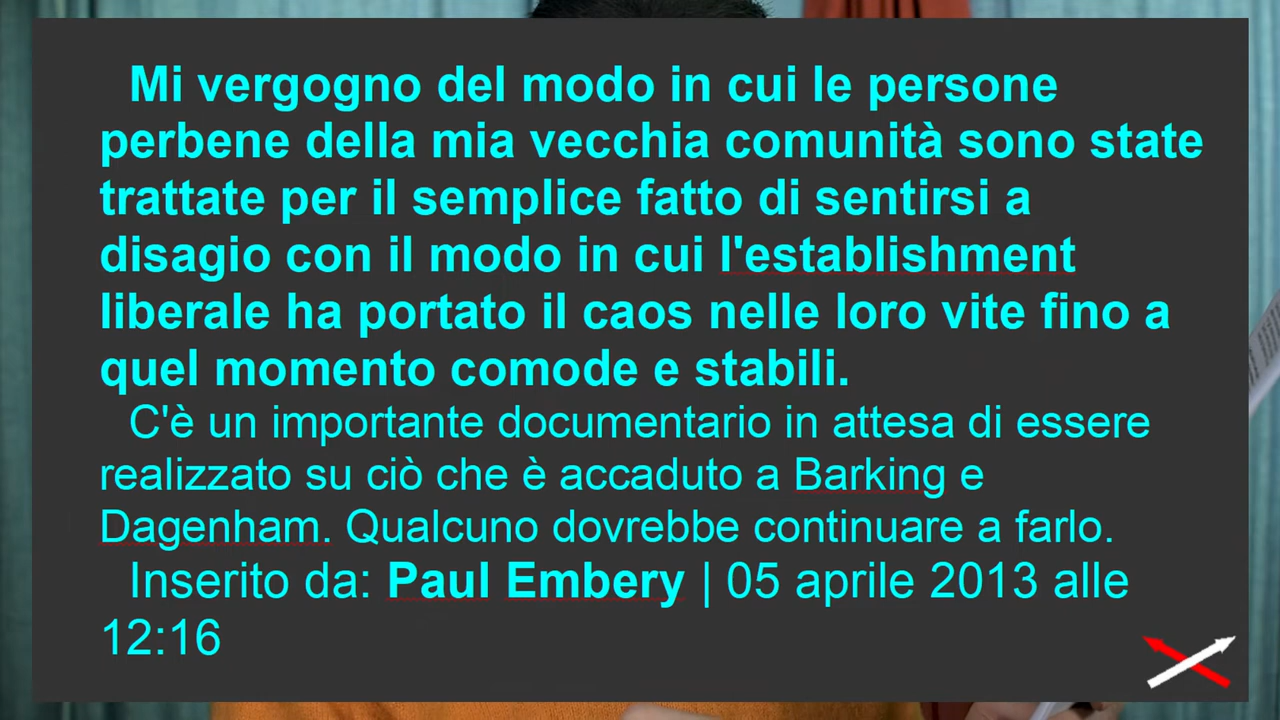 Mi vergogno del modo in cui le persone
perbene della mia vecchia comunità sono state
trattate per il semplice fatto di sentirsi a
disagio con il modo in cui l'establishment
liberale ha portato il caos nelle loro vite fino a
quel momento comode e stabili.
C'è un importante documentario in attesa di essere
realizzato su ciò che è accaduto a Barking e
Dagenham. Qualcuno dovrebbe continuare a farlo.
Inserito da: Paul Embery | 05 aprile 2013 alle
12:16